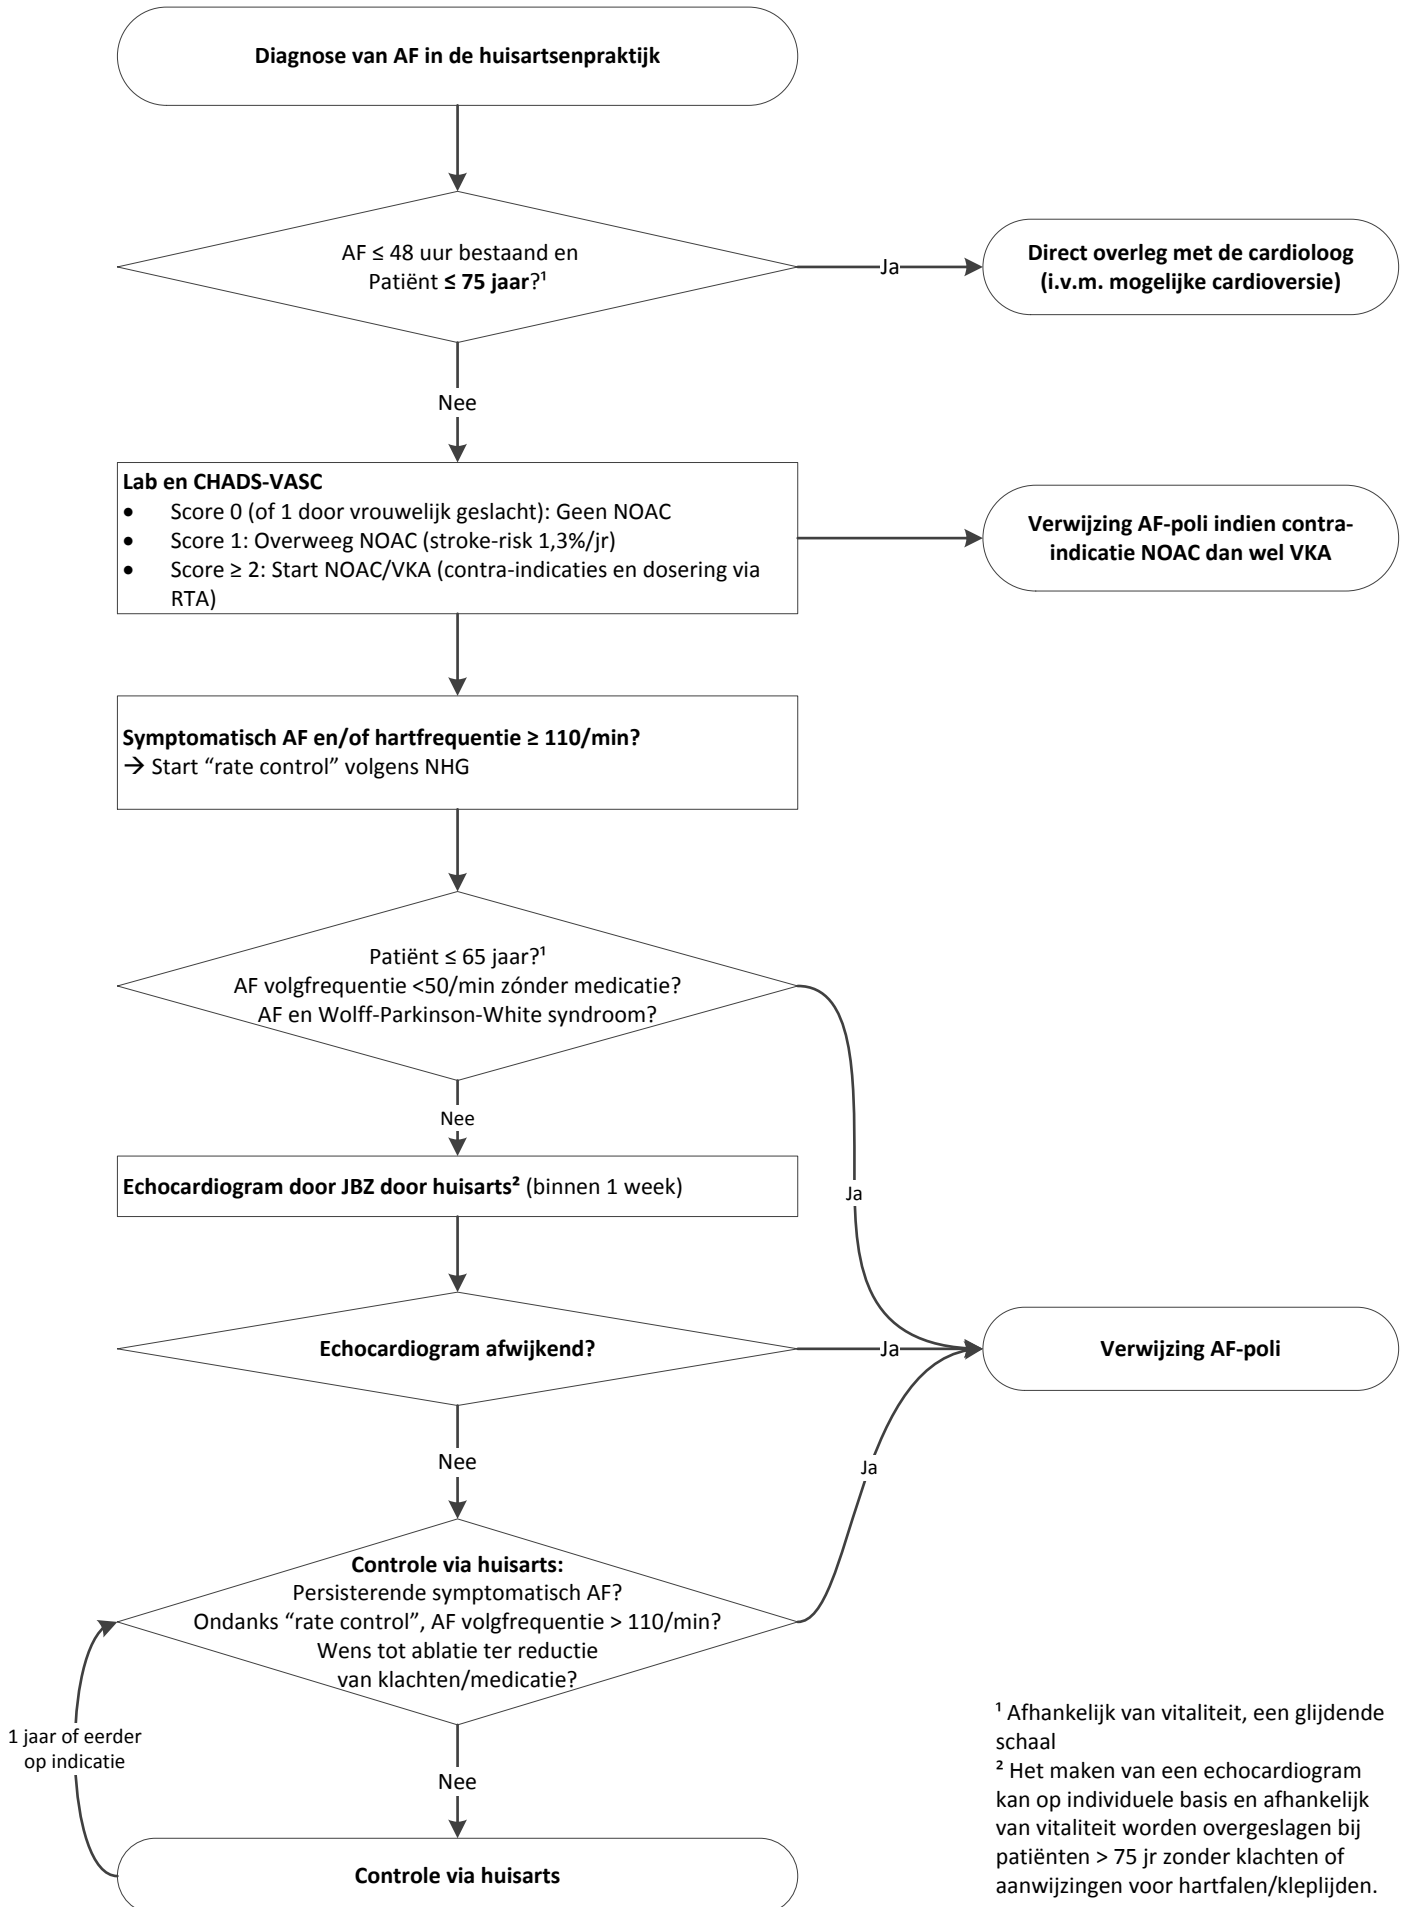 Diagnose van AF in de huisartsenpraktijk
AF ≤ 48 uur bestaand en
Patiënt ≤ 75 jaar?¹
Ja
Direct overleg met de cardioloog
(i.v.m. mogelijke cardioversie)
Nee
Lab en CHADS-VASC
• Score 0 (of 1 door vrouwelijk geslacht): Geen NOAC
• Score 1: Overweeg NOAC (stroke-risk 1,3%/jr)
• Score ≥ 2: Start NOAC/VKA (contra-indicaties en dosering via
RTA)
Verwijzing AF-poli indien contra-
indicatie NOAC dan wel VKA
Symptomatisch AF en/of hartfrequentie ≥ 110/min?
→ Start “rate control” volgens NHG
Patiënt ≤ 65 jaar?¹
AF volgfrequentie <50/min zónder medicatie?
AF en Wolff-Parkinson-White syndroom?
Nee
Ja
Echocardiogram door JBZ door huisarts² (binnen 1 week)
Echocardiogram afwijkend?
Ja
Verwijzing AF-poli
Nee
Ja
Controle via huisarts:
Persisterende symptomatisch AF?
Ondanks “rate control”, AF volgfrequentie > 110/min?
Wens tot ablatie ter reductie
van klachten/medicatie?
1 jaar of eerder
op indicatie
Nee
Controle via huisarts
¹ Afhankelijk van vitaliteit, een glijdende
schaal
² Het maken van een echocardiogram
kan op individuele basis en afhankelijk
van vitaliteit worden overgeslagen bij
patiënten > 75 jr zonder klachten of
aanwijzingen voor hartfalen/kleplijden.